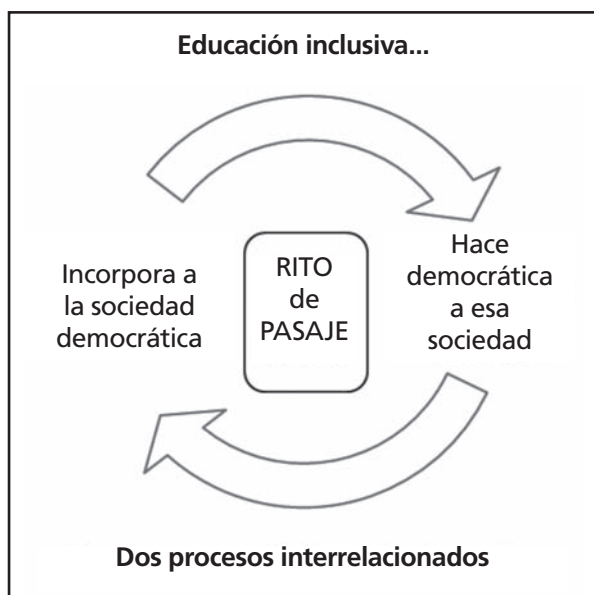 Educación inclusiva...
Incorpora a
la sociedad
democrática
RITO
de
PASAJE
Hace
democrática
a esa
sociedad
Dos procesos interrelacionados